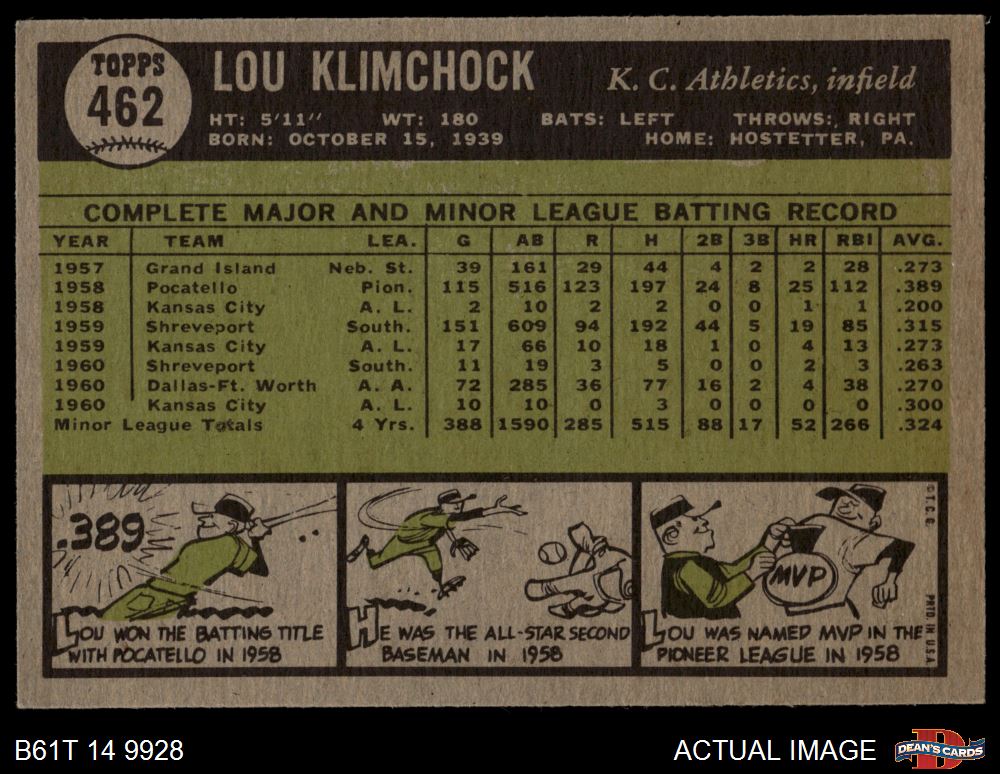 TOPPS
462
LOU KLIMCHOCK
K. C. Athletics, infield
HT: 5'11" WT: 180 BATS: LEFT THROWS: RIGHT
BORN: OCTOBER 15, 1939 HOME: HOSTETTER, PA.
COMPLETE MAJOR AND MINOR LEAGUE BATTING RECORD
YEAR TEAM LEA. G AB R H 2B 3B HR RBI AVG.
1957 Grand Island Neb. St. 39 161 29 44 4 2 2 28 .273
1958 Pocatello Pion. 115 516 123 197 24 8 25 112 .389
1958 Kansas City A. L. 2 10 2 2 0 0 1 1 .200
1959 Shreveport South. 151 609 94 192 44 5 19 85 .315
1959 Kansas City A. L. 17 66 10 18 1 0 4 13 .273
1960 Shreveport South. 11 19 3 5 0 0 2 3 .263
1960 Dallas-Ft. Worth A. A. 72 285 36 77 16 2 4 38 .270
1960 Kansas City A. L. 10 10 0 3 0 0 0 0 .300
Minor League Totals 4 Yrs. 388 1590 285 515 88 17 52 266 .324
.389
LOU WON THE BATTING TITLE
WITH POCATELLO IN 1958
HE WAS THE ALL-STAR SECOND
BASEMAN IN 1958
MVP
LOU WAS NAMED MVP IN THE
PIONEER LEAGUE IN 1958
© T.C.G.
PRTD. IN U.S.A.
B61T 14 9928
ACTUAL IMAGE
DEAN'S CARDS